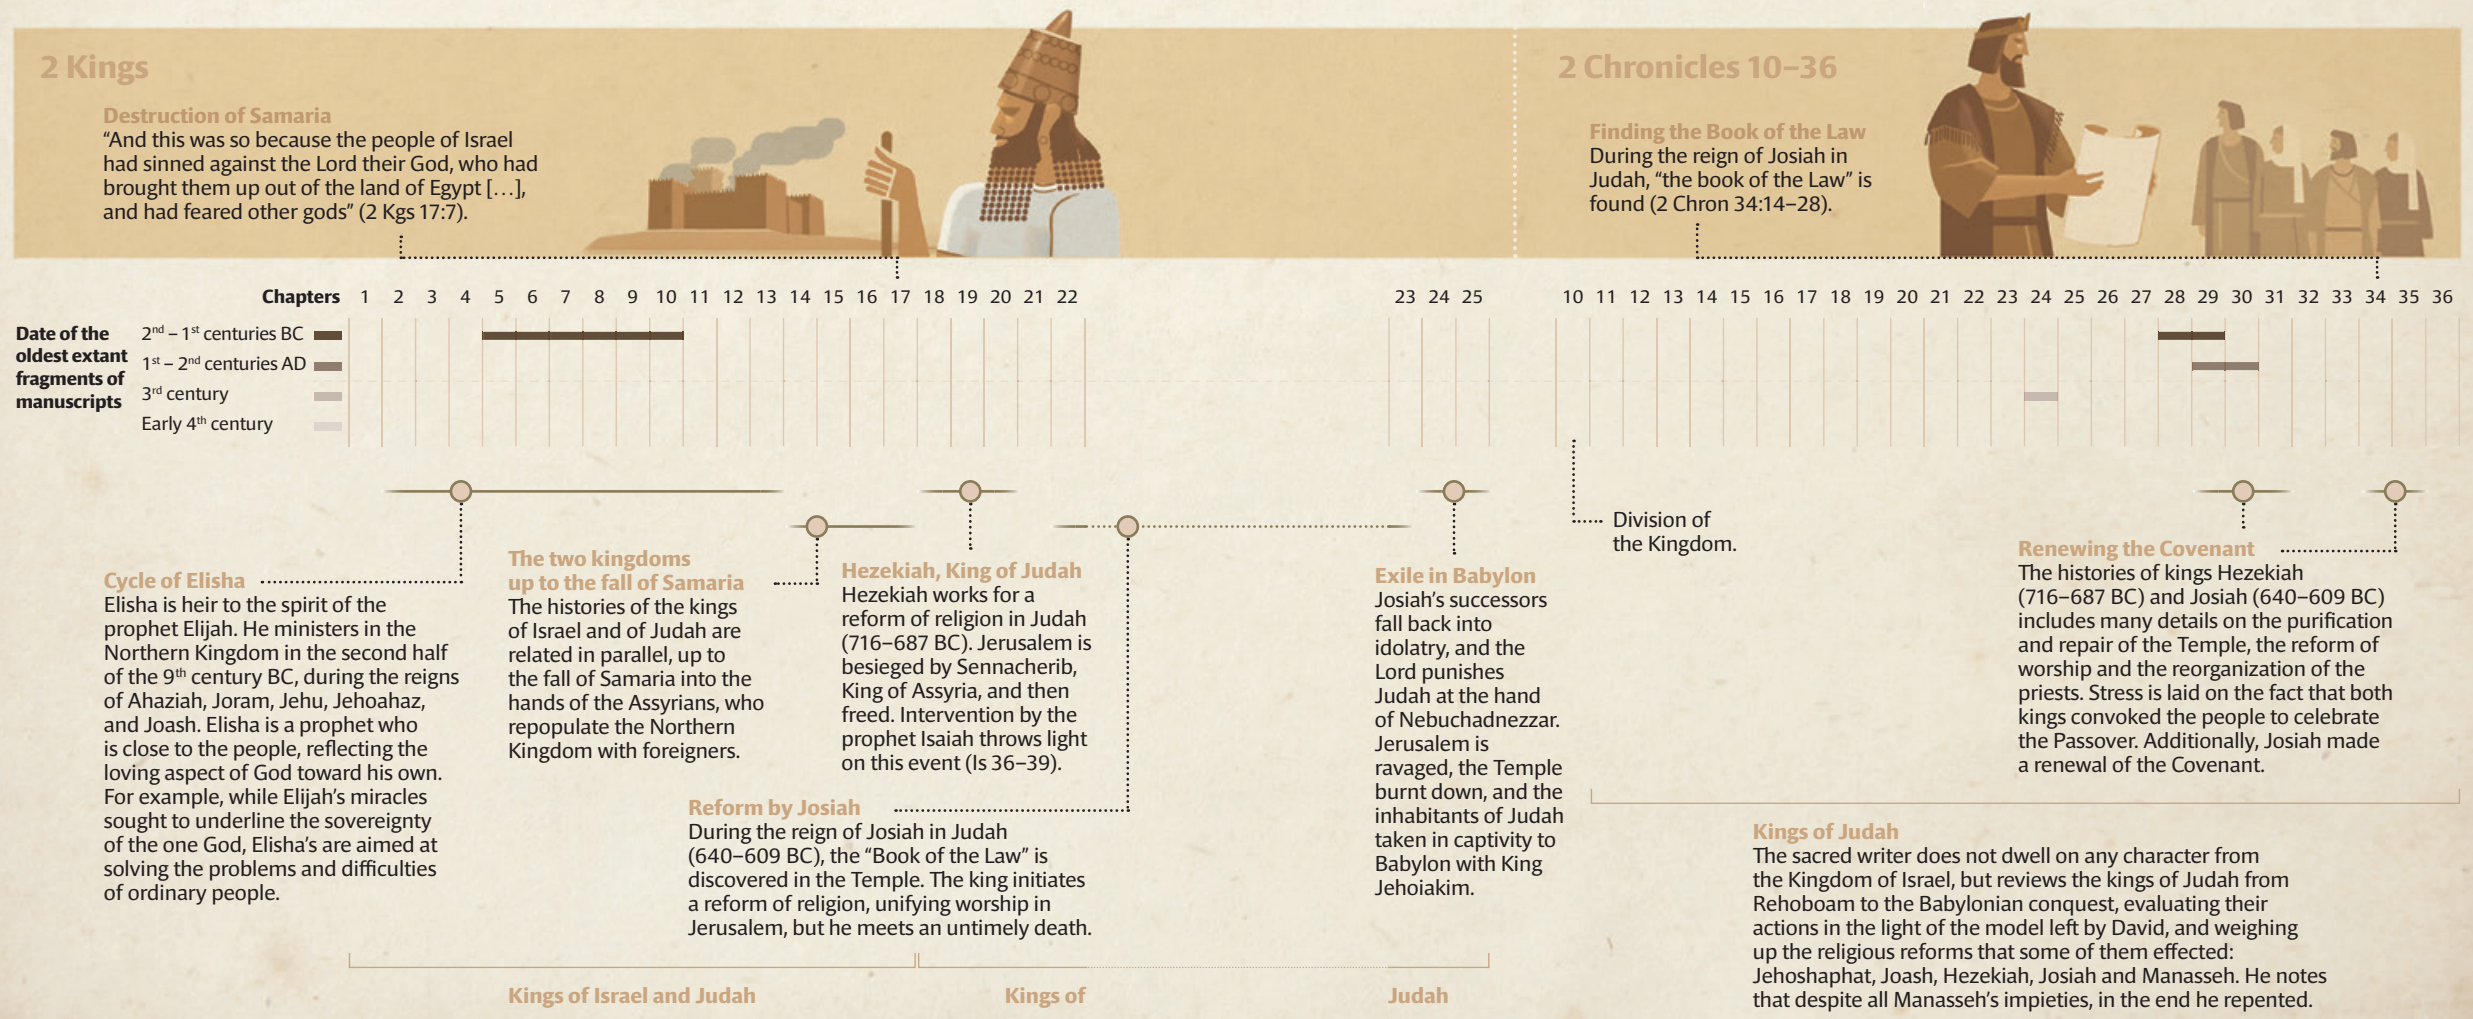 2 Kings
Destruction of Samaria
“And this was so because the people of Israel
had sinned against the Lord their God, who had
brought them up out of the land of Egypt […],
and had feared other gods” (2 Kgs 17:7).
2 Chronicles 10–36
Finding the Book of the Law
During the reign of Josiah in
Judah, “the book of the Law” is
found (2 Chron 34:14–28).
Chapters 1 2 3 4 5 6 7 8 9 10 11 12 13 14 15 16 17 18 19 20 21 22 23 24 25 10 11 12 13 14 15 16 17 18 19 20 21 22 23 24 25 26 27 28 29 30 31 32 33 34 35 36
Date of the
oldest extant
fragments of
manuscripts
2nd – 1st centuries BC
1st – 2nd centuries AD
3rd century
Early 4th century
Cycle of Elisha
Elisha is heir to the spirit of the
prophet Elijah. He ministers in the
Northern Kingdom in the second half
of the 9th century BC, during the reigns
of Ahaziah, Joram, Jehu, Jehoahaz,
and Joash. Elisha is a prophet who
is close to the people, reflecting the
loving aspect of God toward his own.
For example, while Elijah’s miracles
sought to underline the sovereignty
of the one God, Elisha’s are aimed at
solving the problems and difficulties
of ordinary people.
The two kingdoms
up to the fall of Samaria
The histories of the kings
of Israel and of Judah are
related in parallel, up to
the fall of Samaria into the
hands of the Assyrians, who
repopulate the Northern
Kingdom with foreigners.
Hezekiah, King of Judah
Hezekiah works for a
reform of religion in Judah
(716–687 BC). Jerusalem is
besieged by Sennacherib,
King of Assyria, and then
freed. Intervention by the
prophet Isaiah throws light
on this event (Is 36–39).
Reform by Josiah
During the reign of Josiah in Judah
(640–609 BC), the “Book of the Law” is
discovered in the Temple. The king initiates
a reform of religion, unifying worship in
Jerusalem, but he meets an untimely death.
Exile in Babylon
Josiah’s successors
fall back into
idolatry, and the
Lord punishes
Judah at the hand
of Nebuchadnezzar.
Jerusalem is
ravaged, the Temple
burnt down, and the
inhabitants of Judah
taken in captivity to
Babylon with King
Jehoiakim.
Division of
the Kingdom.
Renewing the Covenant
The histories of kings Hezekiah
(716–687 BC) and Josiah (640–609 BC)
includes many details on the purification
and repair of the Temple, the reform of
worship and the reorganization of the
priests. Stress is laid on the fact that both
kings convoked the people to celebrate
the Passover. Additionally, Josiah made
a renewal of the Covenant.
Kings of Judah
The sacred writer does not dwell on any character from
the Kingdom of Israel, but reviews the kings of Judah from
Rehoboam to the Babylonian conquest, evaluating their
actions in the light of the model left by David, and weighing
up the religious reforms that some of them effected:
Jehoshaphat, Joash, Hezekiah, Josiah and Manasseh. He notes
that despite all Manasseh’s impieties, in the end he repented.
Kings of Israel and Judah
Kings of Judah